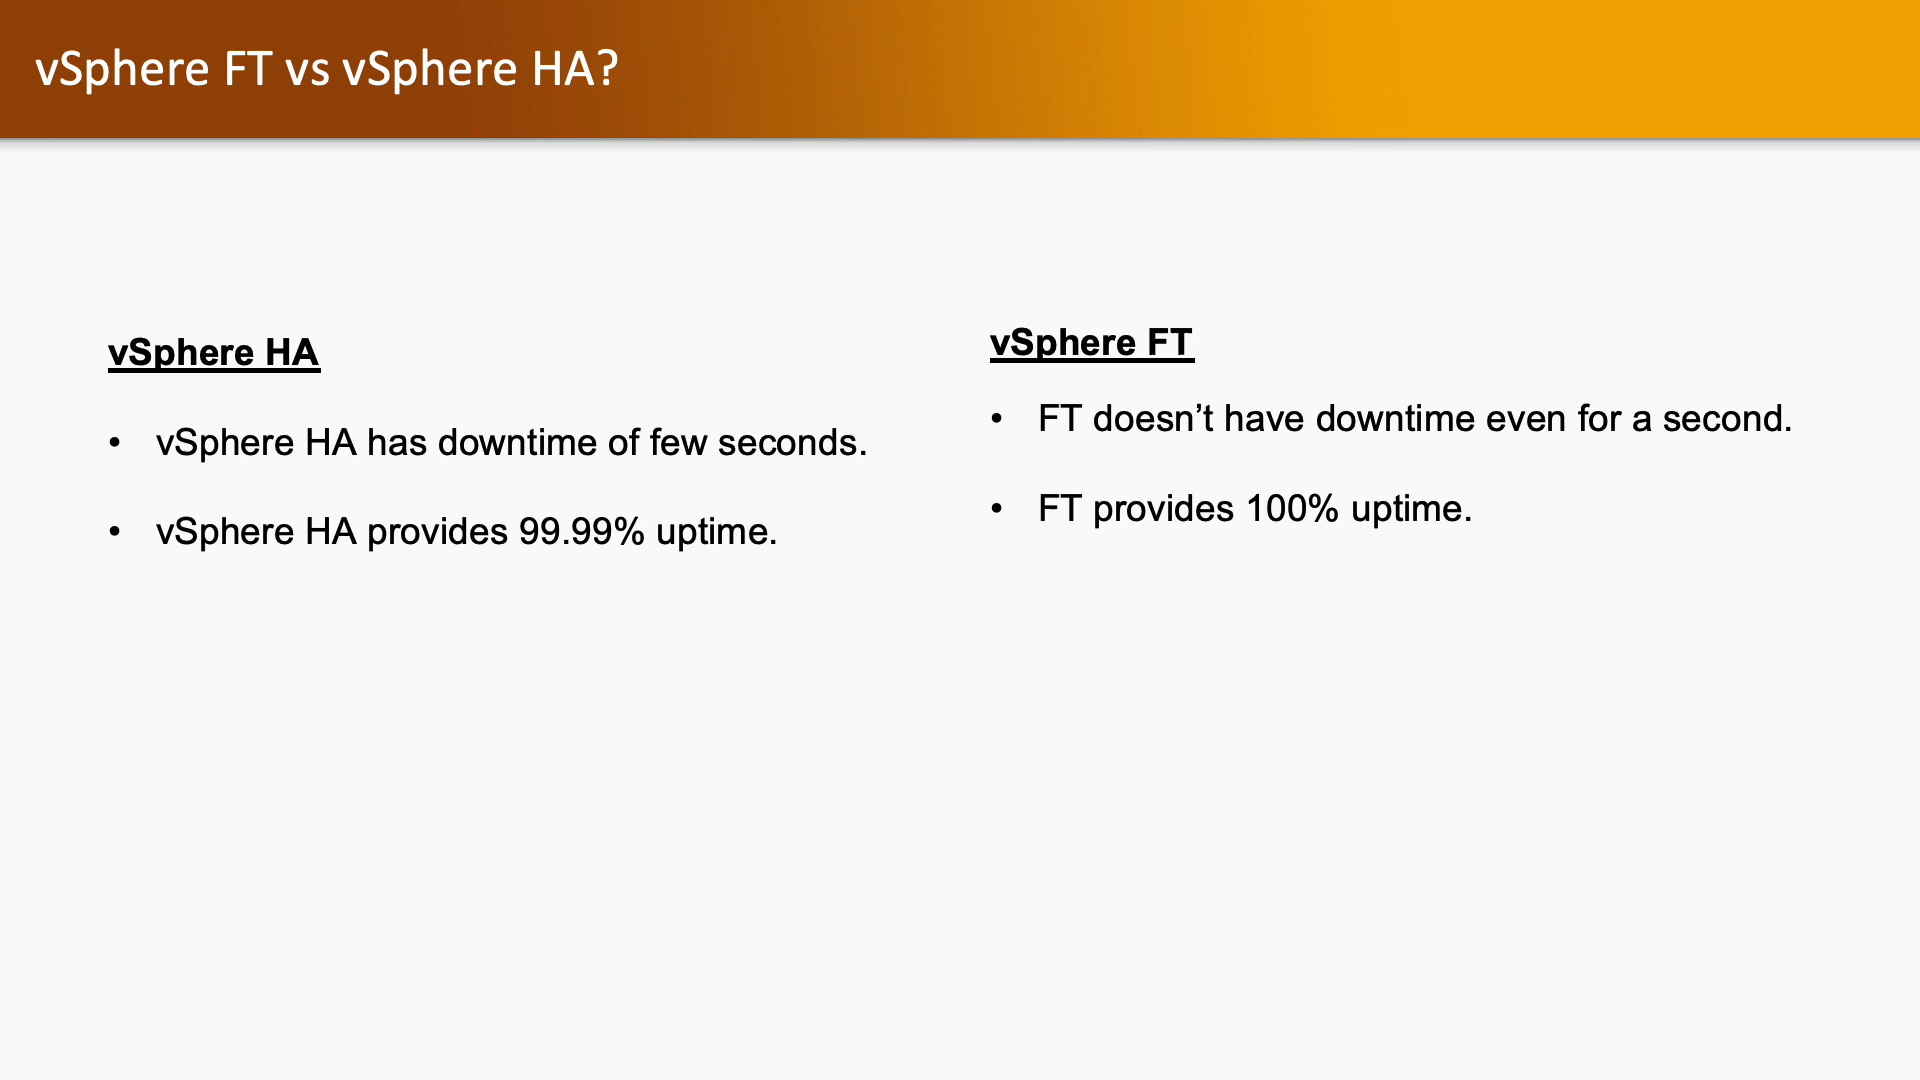 vSphere FT vs vSphere HA?
vSphere HA
• vSphere HA has downtime of few seconds.
• vSphere HA provides 99.99% uptime.
vSphere FT
• FT doesn’t have downtime even for a second.
• FT provides 100% uptime.